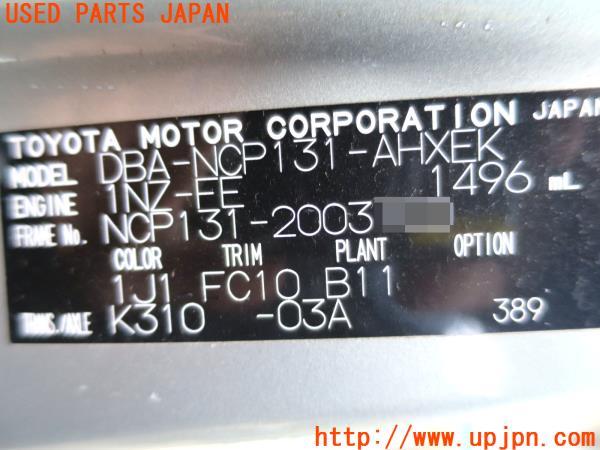 USED PARTS JAPAN
TOYOTA MOTOR CORPORATION JAPAN
MODEL DBA-NCP131-AHXEK
ENGINE 1NZ-FE 1496 mL
FRAME No. NCP131-2003
COLOR TRIM PLANT OPTION
1J1 FC10 B11
TRANS./AXLE K310 -03A 389
UPJ http://www.upjpn.com